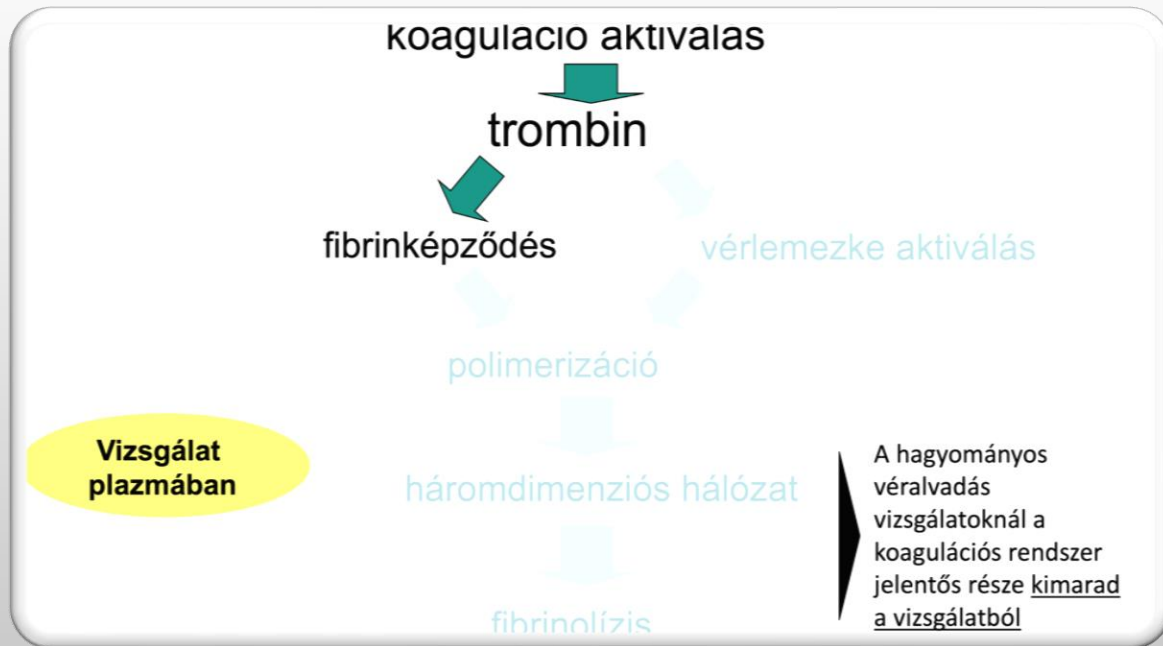 koaguláció aktiválás
trombin
fibrinképződés
vérlemezke aktiválás
polimerizáció
Vizsgálat
plazmában
háromdimenziós hálózat
A hagyományos
véralvadás
vizsgálatoknál a
koagulációs rendszer
jelentős része kimarad
a vizsgálatból
fibrinolízis